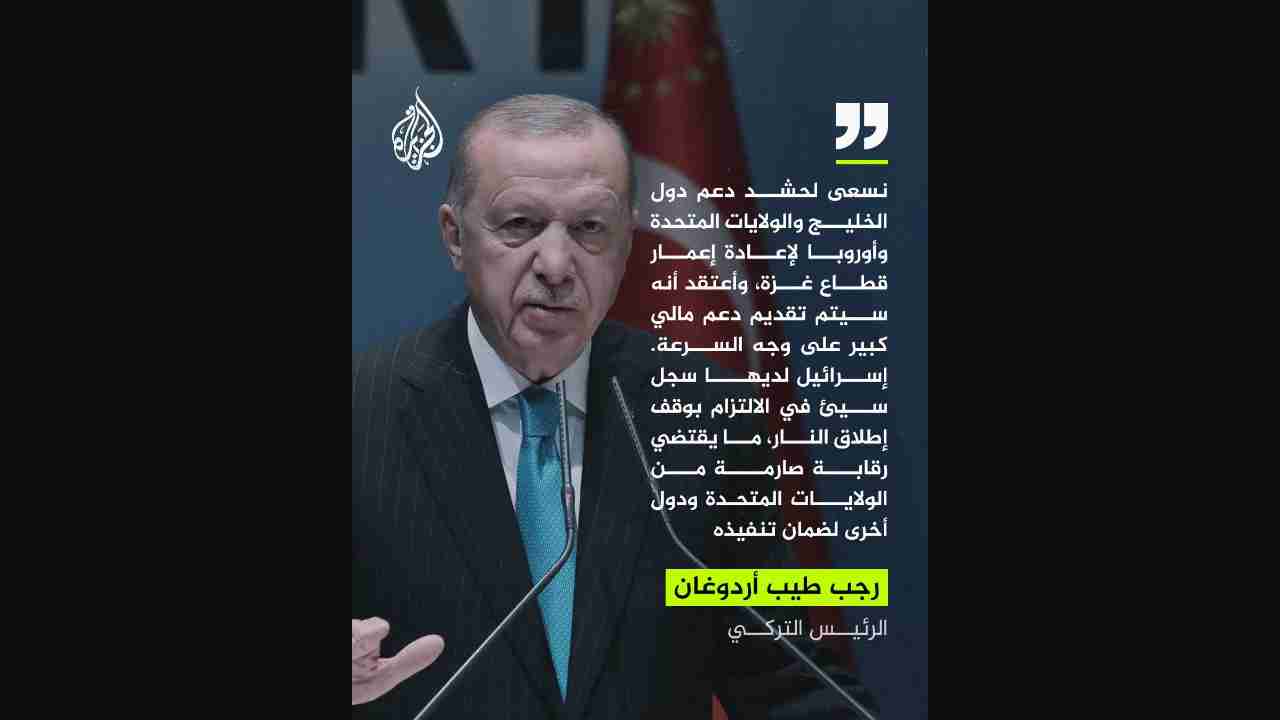 الجزيرة
نسعى لحشد دعم دول
الخليج والولايات المتحدة
وأوروبا لإعادة إعمار
قطاع غزة، وأعتقد أنه
سيتم تقديم دعم مالي
كبير على وجه السرعة.
إسرائيل لديها سجل
سيئ في الالتزام بوقف
إطلاق النار، ما يقتضي
رقابة صارمة من
الولايات المتحدة ودول
أخرى لضمان تنفيذه
رجب طيب أردوغان
الرئيس التركي